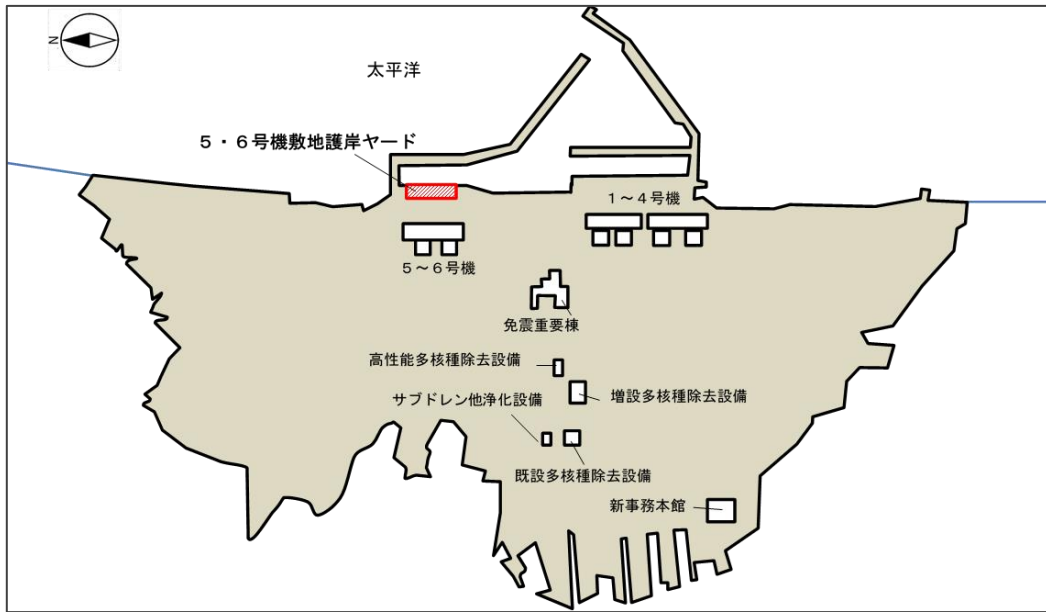 N
太平洋
５・６号機敷地護岸ヤード
１～４号機
５～６号機
免震重要棟
高性能多核種除去設備
増設多核種除去設備
サブドレン他浄化設備
既設多核種除去設備
新事務本館